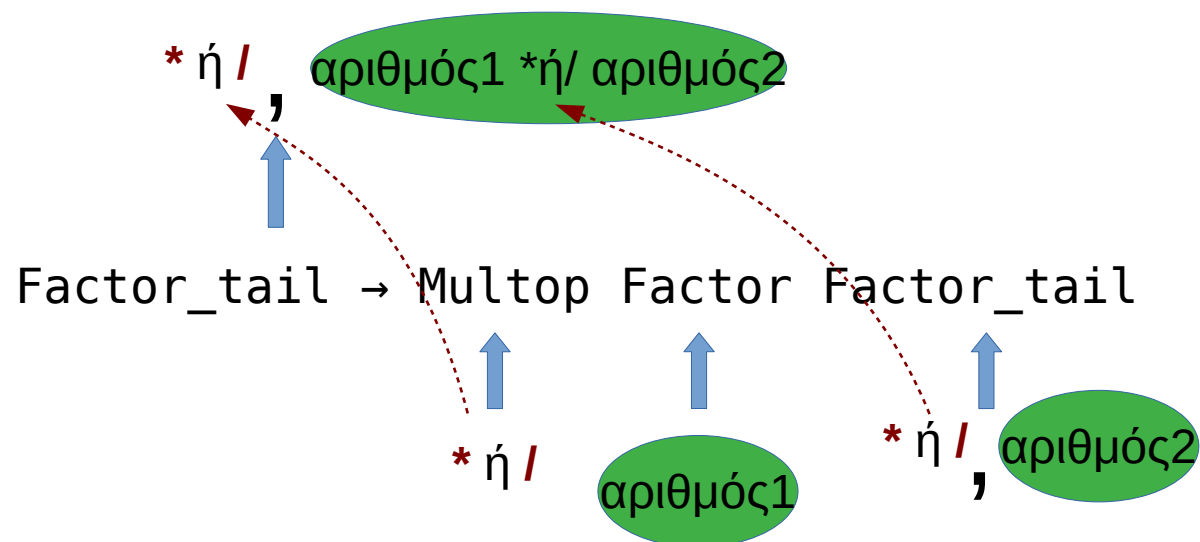 * ή /, αριθμός1 *ή/ αριθμός2
Factor_tail → Multop Factor Factor_tail
* ή / αριθμός1 * ή /, αριθμός2